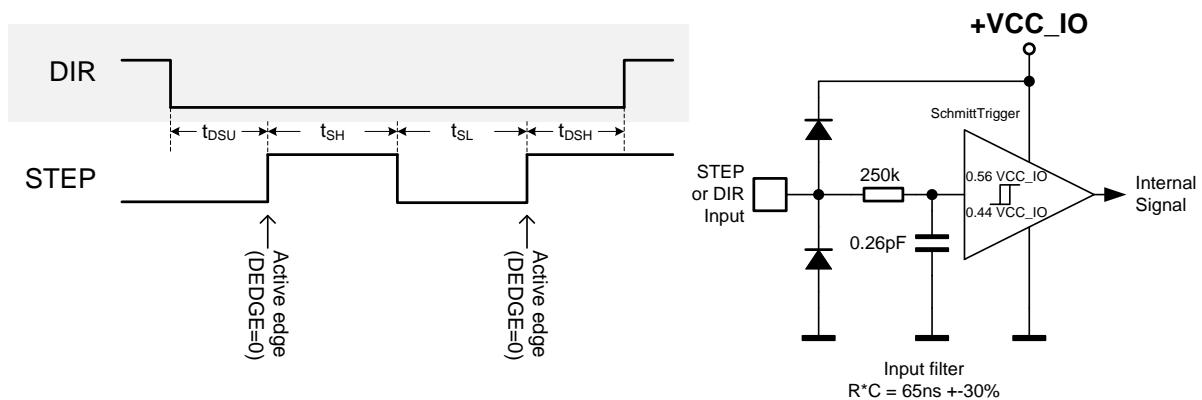 +VCC_IO
DIR
SchmittTrigger
tDSU
tSH
tSL
tDSH
STEP
STEP
or DIR
Input
250k
0.56 VCC_IO
0.44 VCC_IO
Internal
Signal
0.26pF
Active edge
(DEDGE=0)
Active edge
(DEDGE=0)
Input filter
R*C = 65ns +-30%